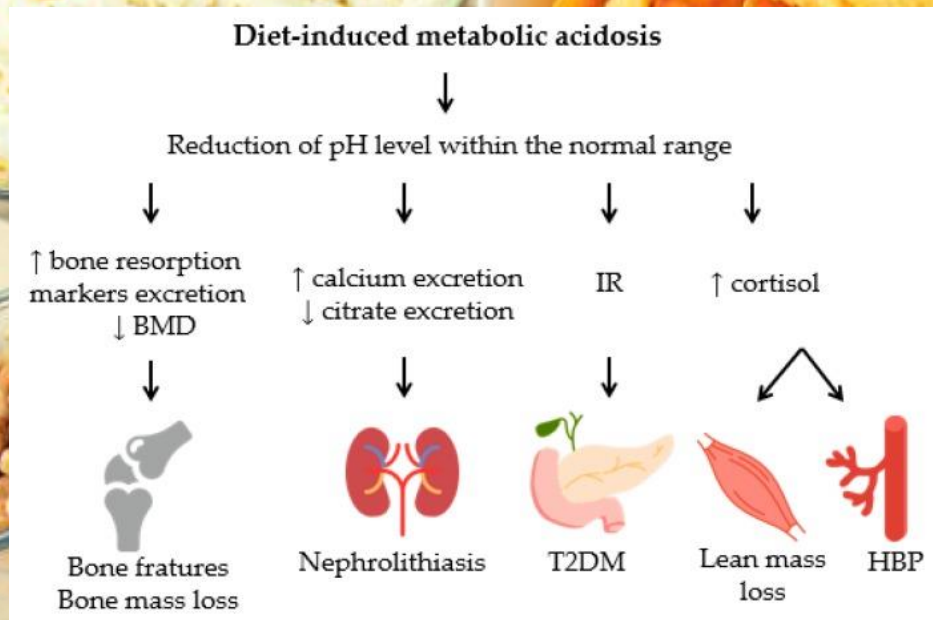 Diet-induced metabolic acidosis
Reduction of pH level within the normal range
↑ bone resorption
markers excretion
↓ BMD
↑ calcium excretion
↓ citrate excretion
IR
↑ cortisol
Bone fratures
Bone mass loss
Nephrolithiasis
T2DM
Lean mass
loss
HBP